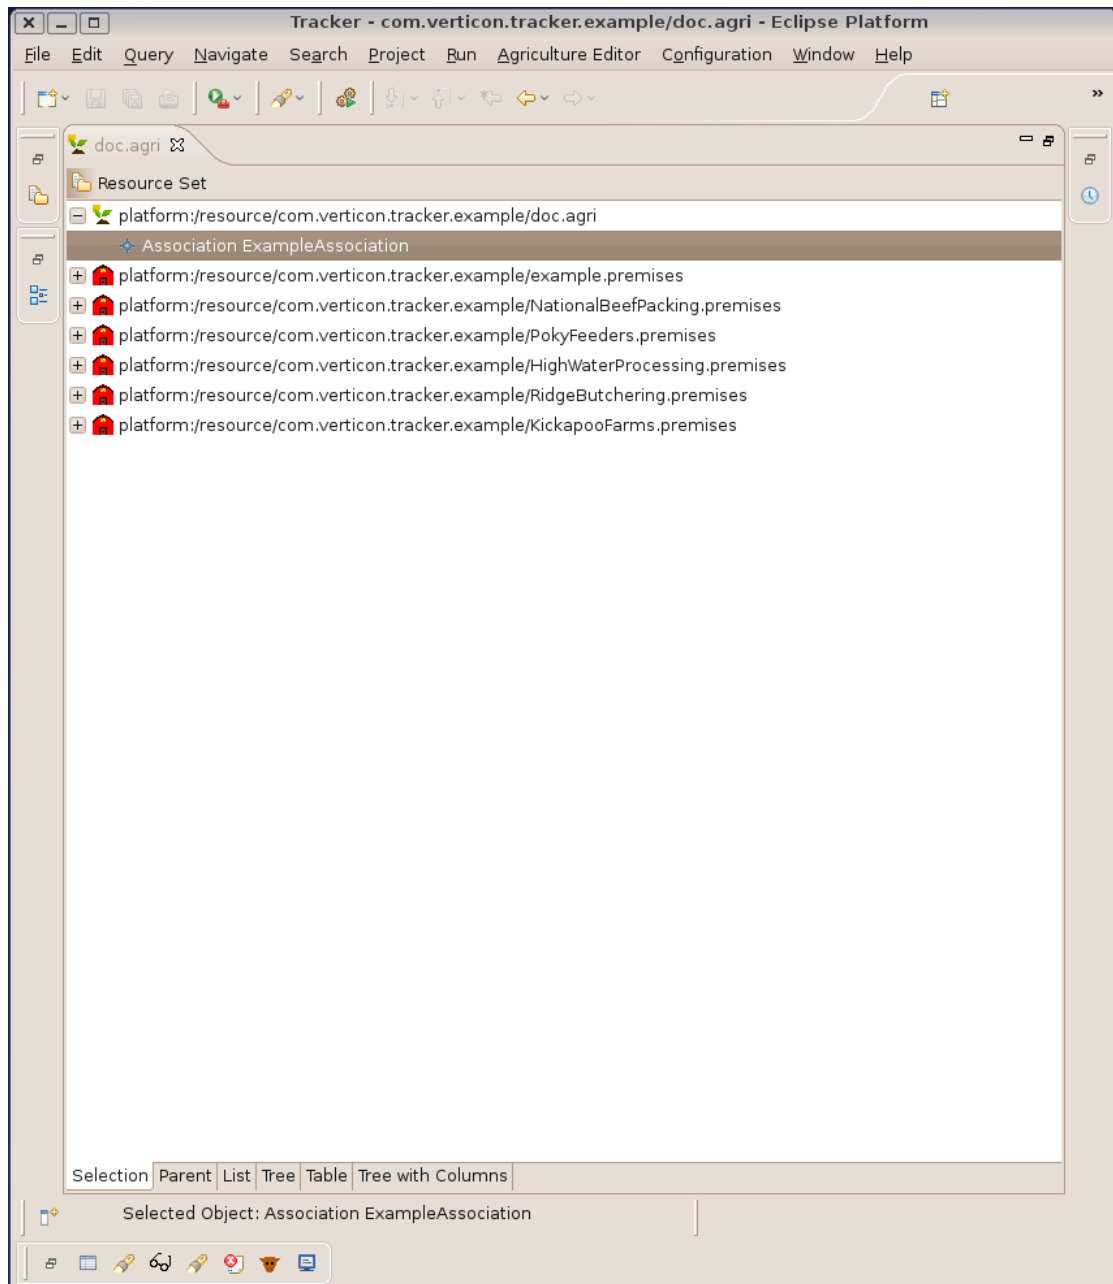 Tracker - com.verticon.tracker.example/doc.agri - Eclipse Platform
File Edit Query Navigate Search Project Run Agriculture Editor Configuration Window Help
doc.agri
Resource Set
platform:/resource/com.verticon.tracker.example/doc.agri
Association ExampleAssociation
platform:/resource/com.verticon.tracker.example/example.premises
platform:/resource/com.verticon.tracker.example/NationalBeefPacking.premises
platform:/resource/com.verticon.tracker.example/PokyFeeders.premises
platform:/resource/com.verticon.tracker.example/HighWaterProcessing.premises
platform:/resource/com.verticon.tracker.example/RidgeButchering.premises
platform:/resource/com.verticon.tracker.example/KickapooFarms.premises
Selection Parent List Tree Table Tree with Columns
Selected Object: Association ExampleAssociation